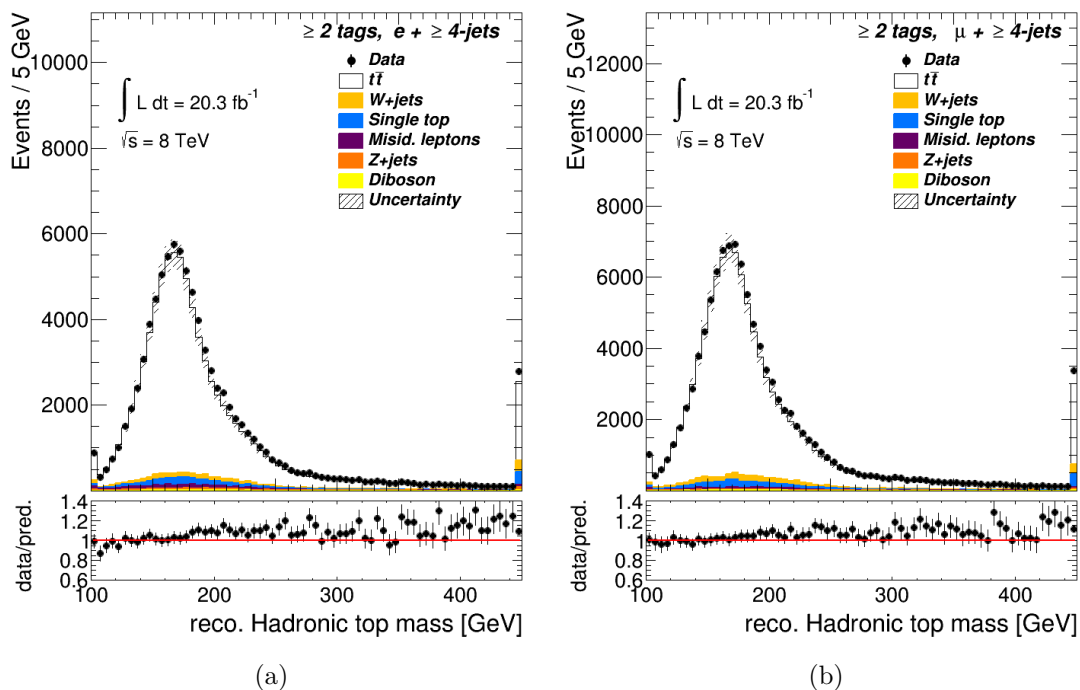 ≥ 2 tags, e + ≥ 4-jets
Events / 5 GeV
10000
8000
6000
4000
2000
∫ L dt = 20.3 fb⁻¹
√s = 8 TeV
Data
tt̄
W+jets
Single top
Misid. leptons
Z+jets
Diboson
Uncertainty
data/pred.
1.4
1.2
1.0
0.8
0.6
100 200 300 400
reco. Hadronic top mass [GeV]
(a)
≥ 2 tags, μ + ≥ 4-jets
Events / 5 GeV
12000
10000
8000
6000
4000
2000
∫ L dt = 20.3 fb⁻¹
√s = 8 TeV
Data
tt̄
W+jets
Single top
Misid. leptons
Z+jets
Diboson
Uncertainty
data/pred.
1.4
1.2
1.0
0.8
0.6
100 200 300 400
reco. Hadronic top mass [GeV]
(b)